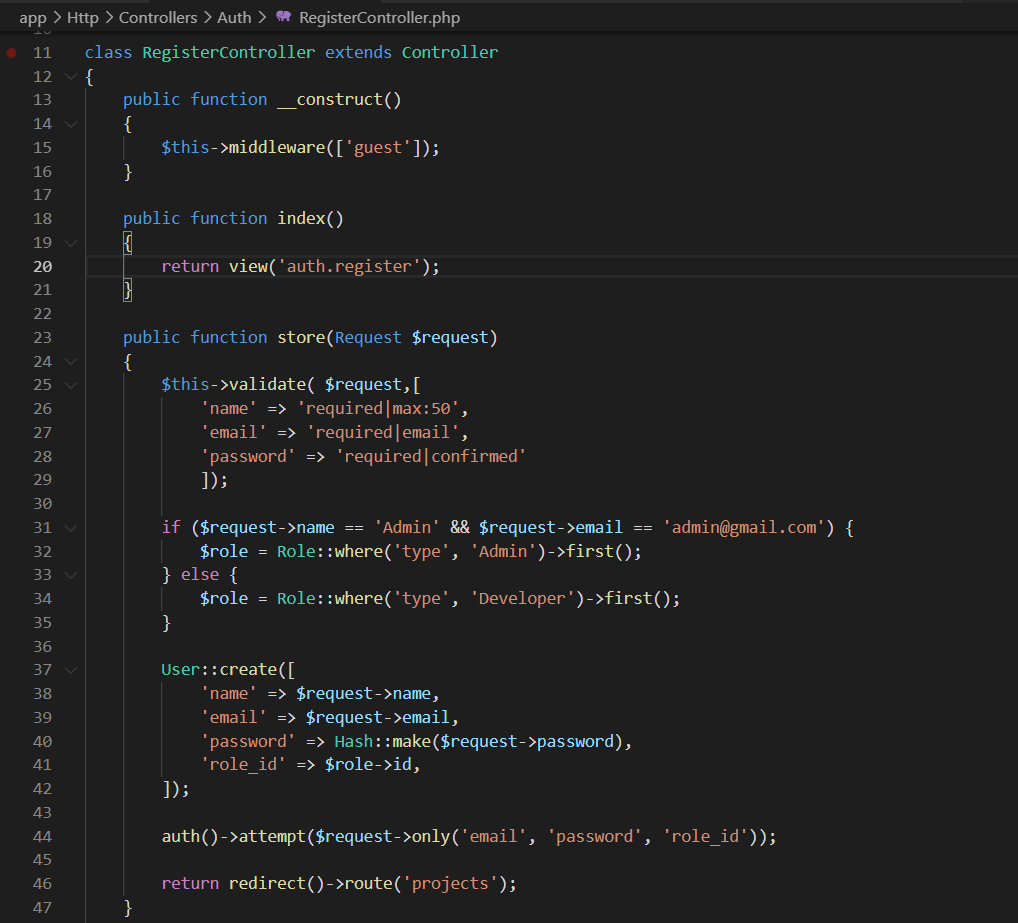 app > Http > Controllers > Auth > RegisterController.php
11 class RegisterController extends Controller
12 {
13 public function __construct()
14 {
15 $this->middleware(['guest']);
16 }
17
18 public function index()
19 {
20 return view('auth.register');
21 }
22
23 public function store(Request $request)
24 {
25 $this->validate( $request,[
26 'name' => 'required|max:50',
27 'email' => 'required|email',
28 'password' => 'required|confirmed'
29 ]);
30
31 if ($request->name == 'Admin' && $request->email == 'admin@gmail.com') {
32 $role = Role::where('type', 'Admin')->first();
33 } else {
34 $role = Role::where('type', 'Developer')->first();
35 }
36
37 User::create([
38 'name' => $request->name,
39 'email' => $request->email,
40 'password' => Hash::make($request->password),
41 'role_id' => $role->id,
42 ]);
43
44 auth()->attempt($request->only('email', 'password', 'role_id'));
45
46 return redirect()->route('projects');
47 }